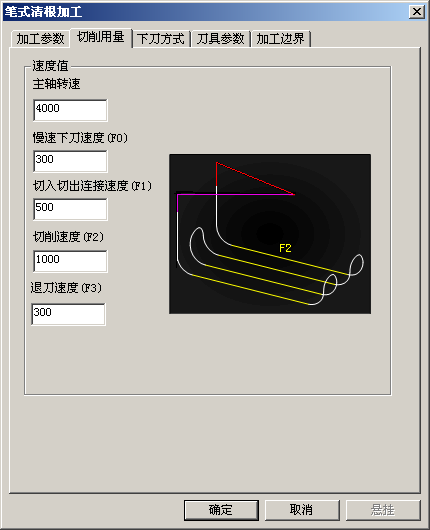 笔式清根加工
加工参数 切削用量 下刀方式 刀具参数 加工边界
速度值
主轴转速
4000
慢速下刀速度(F0)
300
切入切出连接速度(F1)
500
切削速度(F2)
1000
退刀速度(F3)
300
F2
确定 取消 悬挂